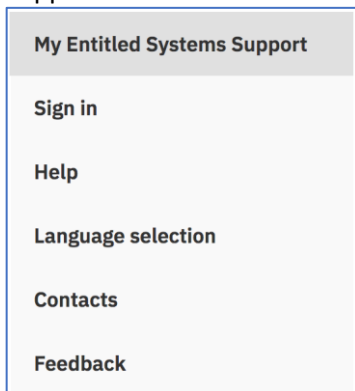 My Entitled Systems Support
Sign in
Help
Language selection
Contacts
Feedback